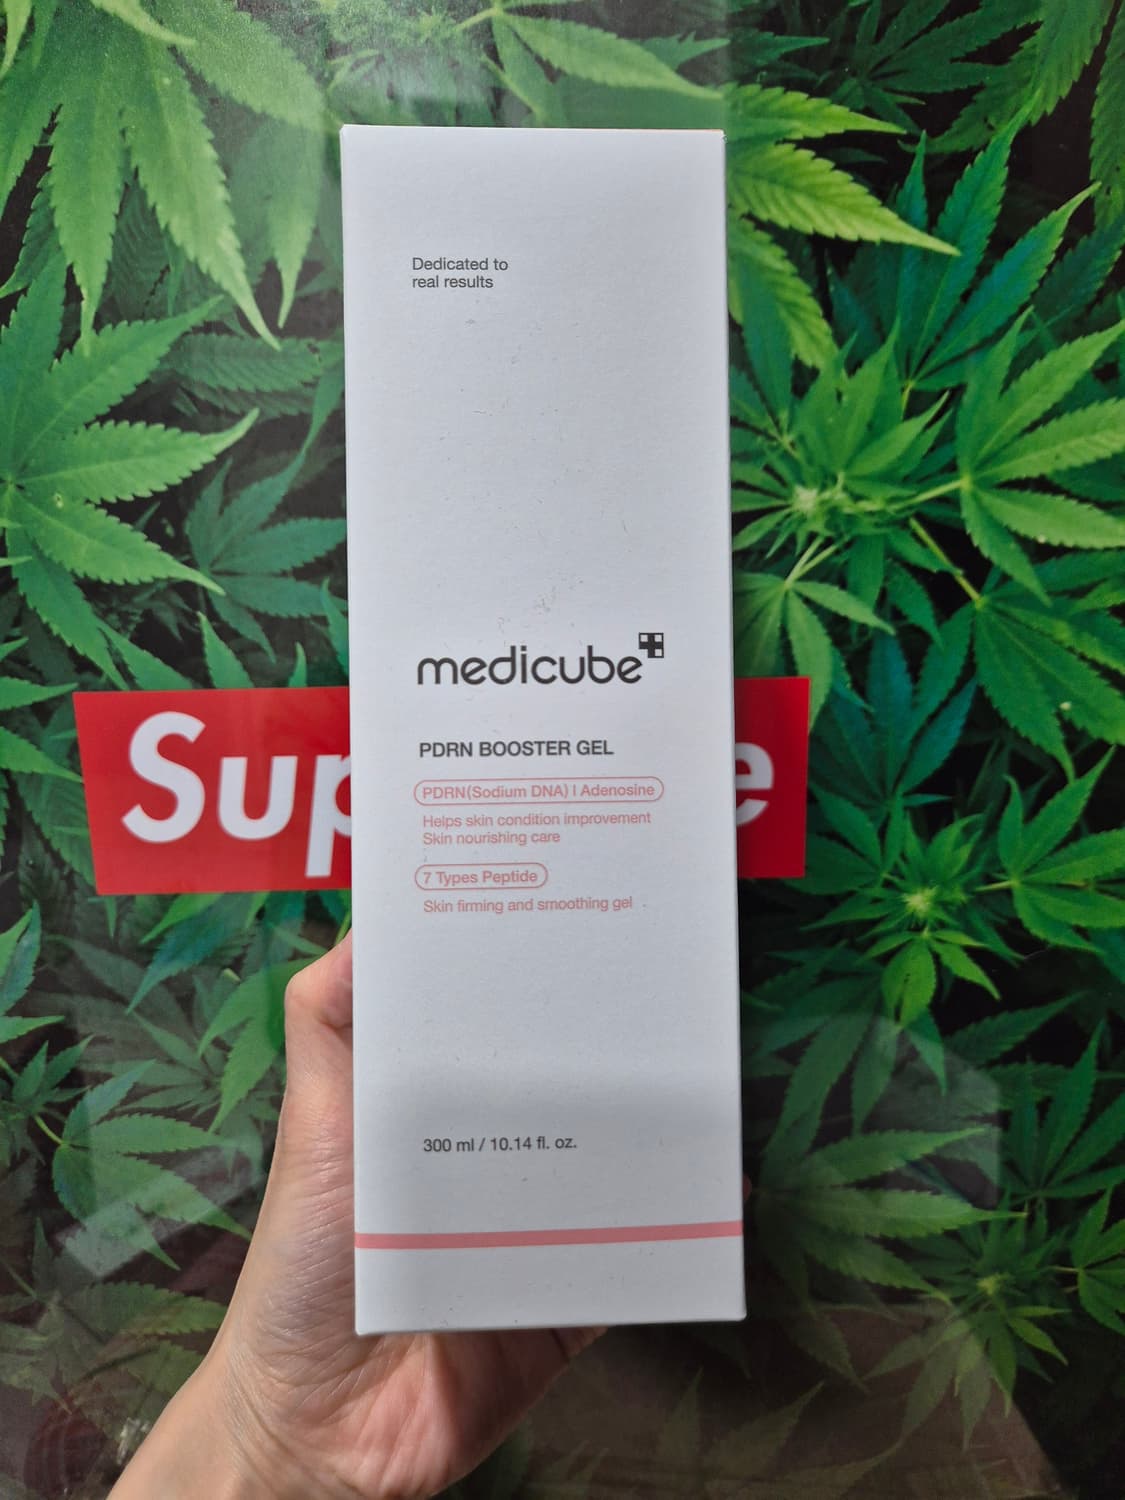 Dedicated to
real results
medicube
PDRN BOOSTER GEL
PDRN(Sodium DNA) I Adenosine
Helps skin condition improvement
Skin nourishing care
7 Types Peptide
Skin firming and smoothing gel
300 ml / 10.14 fl. oz.
Sup e